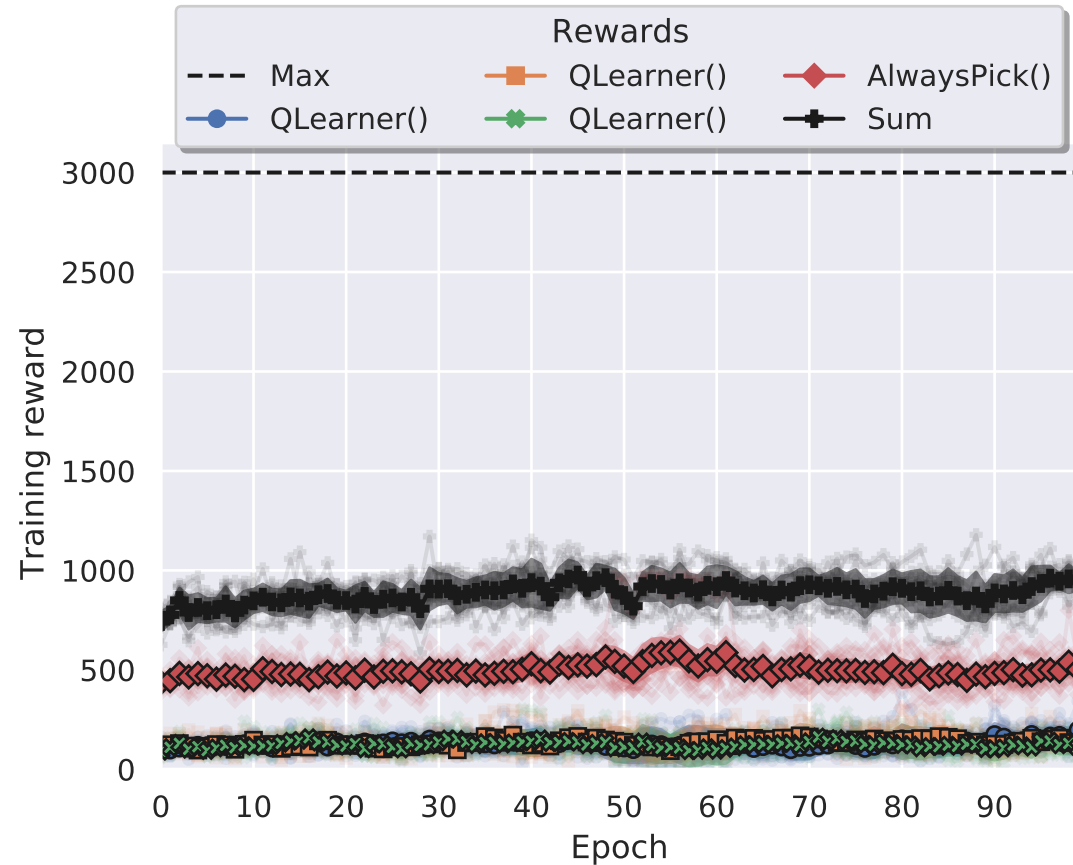 Rewards
Max QLearner() AlwaysPick()
QLearner() QLearner() Sum
3000
2500
2000
1500
1000
500
0
Training reward
0 10 20 30 40 50 60 70 80 90
Epoch